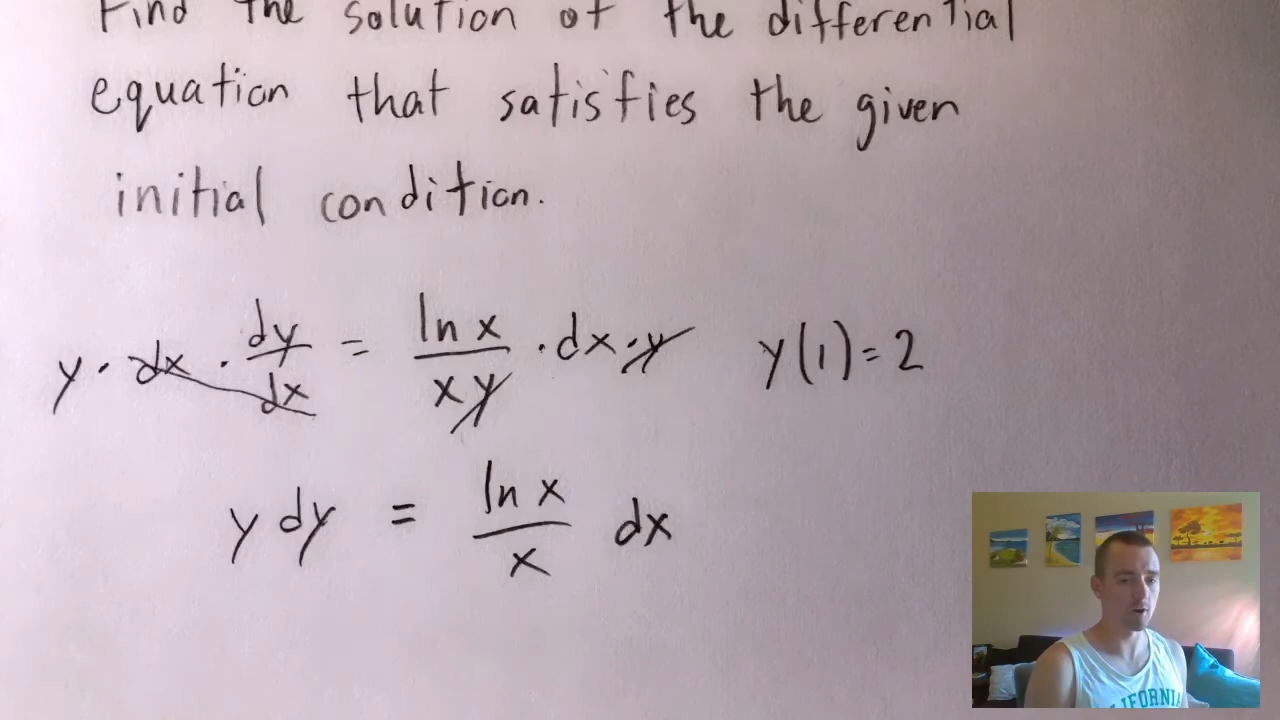 Find the solution of the differential
equation that satisfies the given
initial condition.
y · dx · dy/dx = ln x/xy · dx · y y(1) = 2
y dy = ln x/x dx